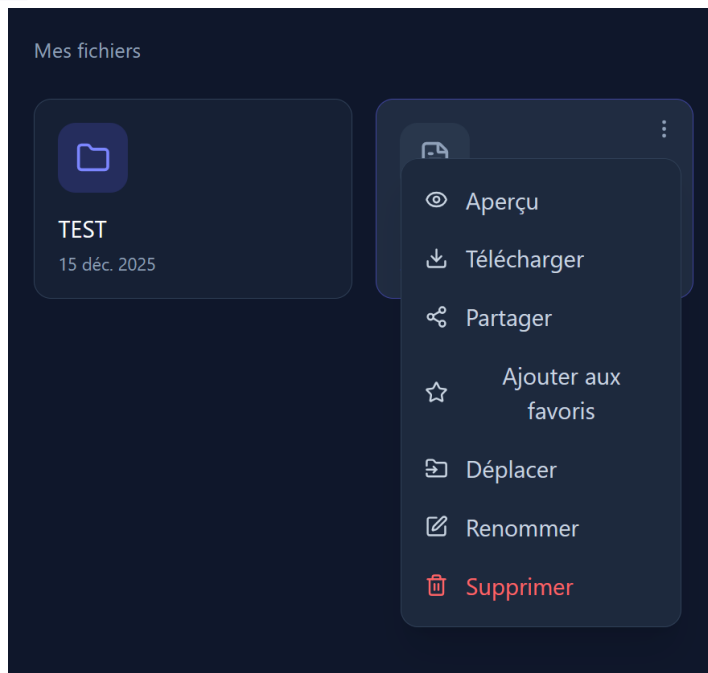 Mes fichiers
TEST
15 déc. 2025
Aperçu
Télécharger
Partager
Ajouter aux
favoris
Déplacer
Renommer
Supprimer